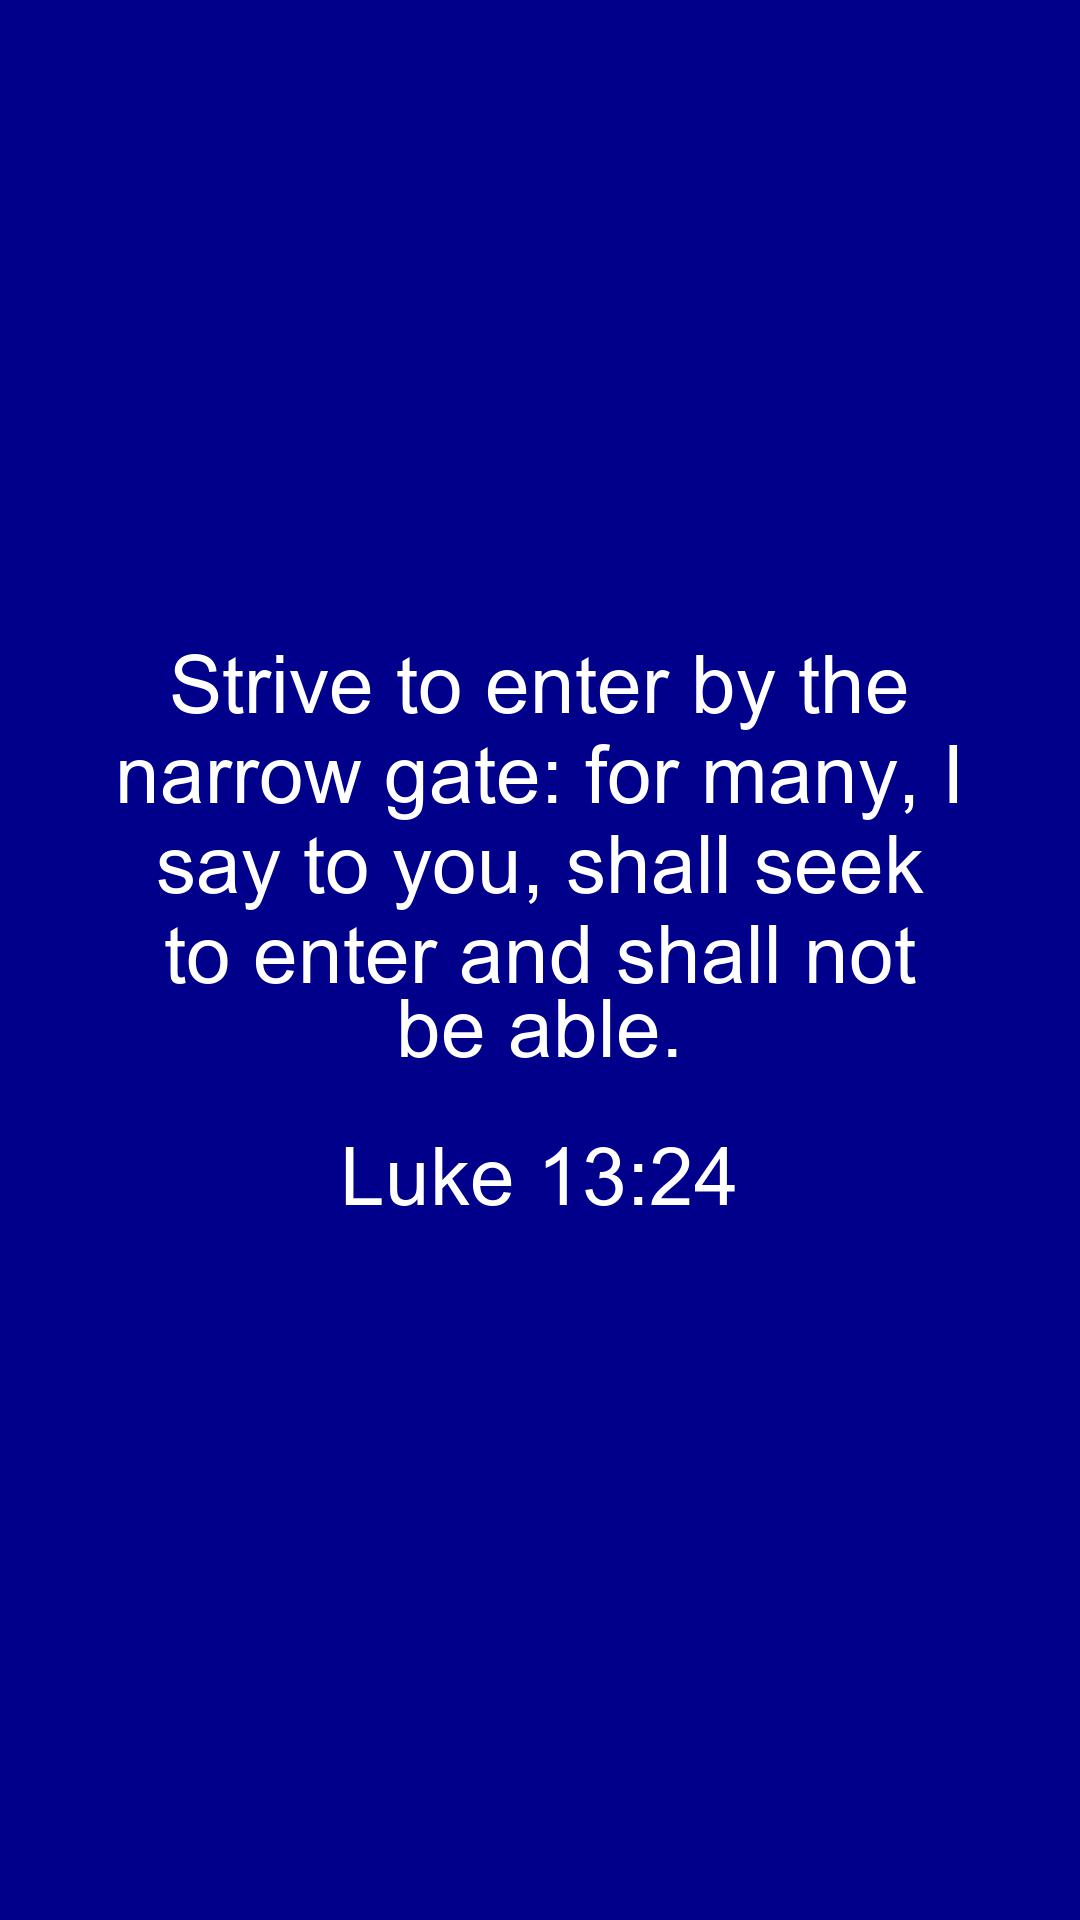 Strive to enter by the
narrow gate: for many, I
say to you, shall seek
to enter and shall not
be able.
Luke 13:24